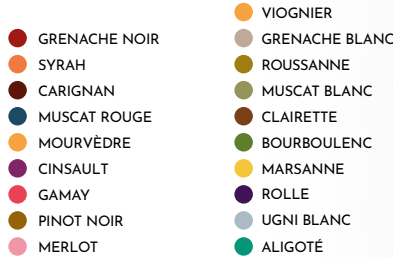 GRENACHE NOIR
SYRAH
CARIGNAN
MUSCAT ROUGE
MOURVÈDRE
CINSAULT
GAMAY
PINOT NOIR
MERLOT
VIOGNIER
GRENACHE BLANC
ROUSSANNE
MUSCAT BLANC
CLAIRETTE
BOURBOULENC
MARSANNE
ROLLE
UGNI BLANC
ALIGOTÉ